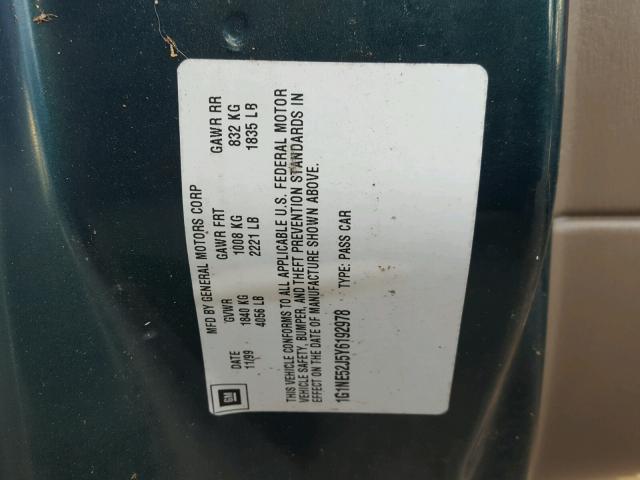 MFD BY GENERAL MOTORS CORP
DATE GVWR GAWR FRT GAWR RR
11/99 1840 KG 1008 KG 832 KG
4056 LB 2221 LB 1835 LB
THIS VEHICLE CONFORMS TO ALL APPLICABLE U.S. FEDERAL MOTOR
VEHICLE SAFETY, BUMPER, AND THEFT PREVENTION STANDARDS IN
EFFECT ON THE DATE OF MANUFACTURE SHOWN ABOVE.
1G1NE52J5Y6192978 TYPE: PASS CAR
GM